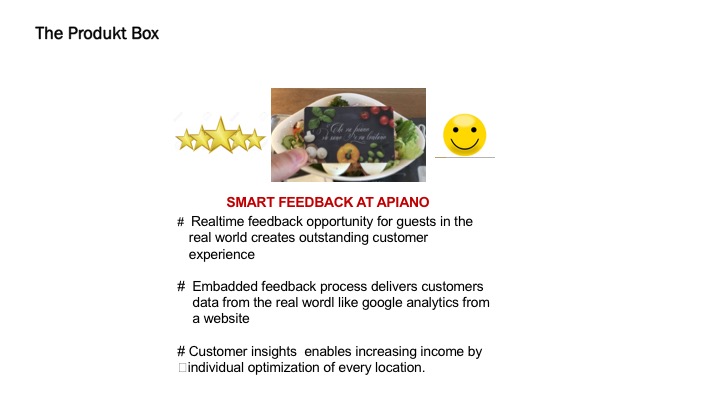 The Produkt Box
SMART FEEDBACK AT APIANO
# Realtime feedback opportunity for guests in the
real world creates outstanding customer
experience
# Embadded feedback process delivers customers
data from the real wordl like google analytics from
a website
# Customer insights enables increasing income by
individual optimization of every location.